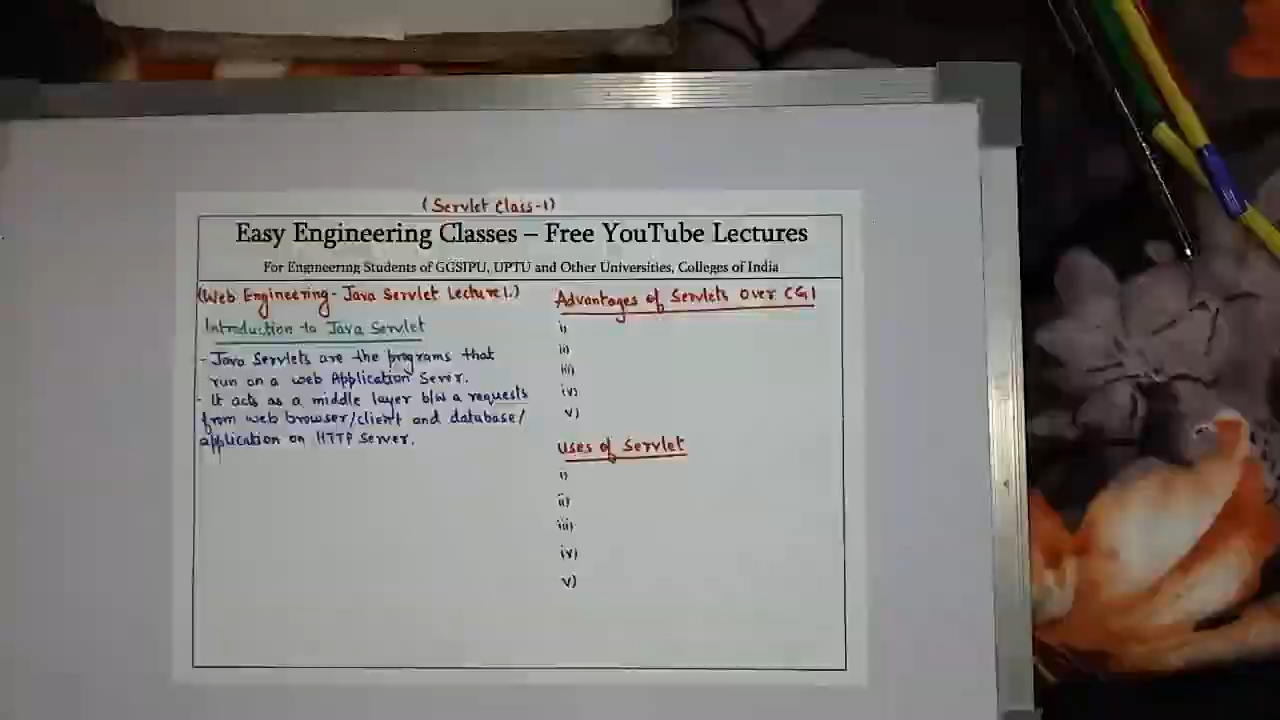 (Servlet Class-1)
Easy Engineering Classes – Free YouTube Lectures
For Engineering Students of GGSIPU, UPTU and Other Universities, Colleges of India
(Web Engineering - Java Servlet Lecture 1.)
Introduction to Java Servlet
- Java Servlets are the programs that
run on a web Application Servr.
- It acts as a middle layer b/w a requests
from web browser/client and database/
application on HTTP Server.
Advantages of Servlets Over CGI
i)
ii)
iii)
iv)
v)
Uses of Servlet
i)
ii)
iii)
iv)
v)